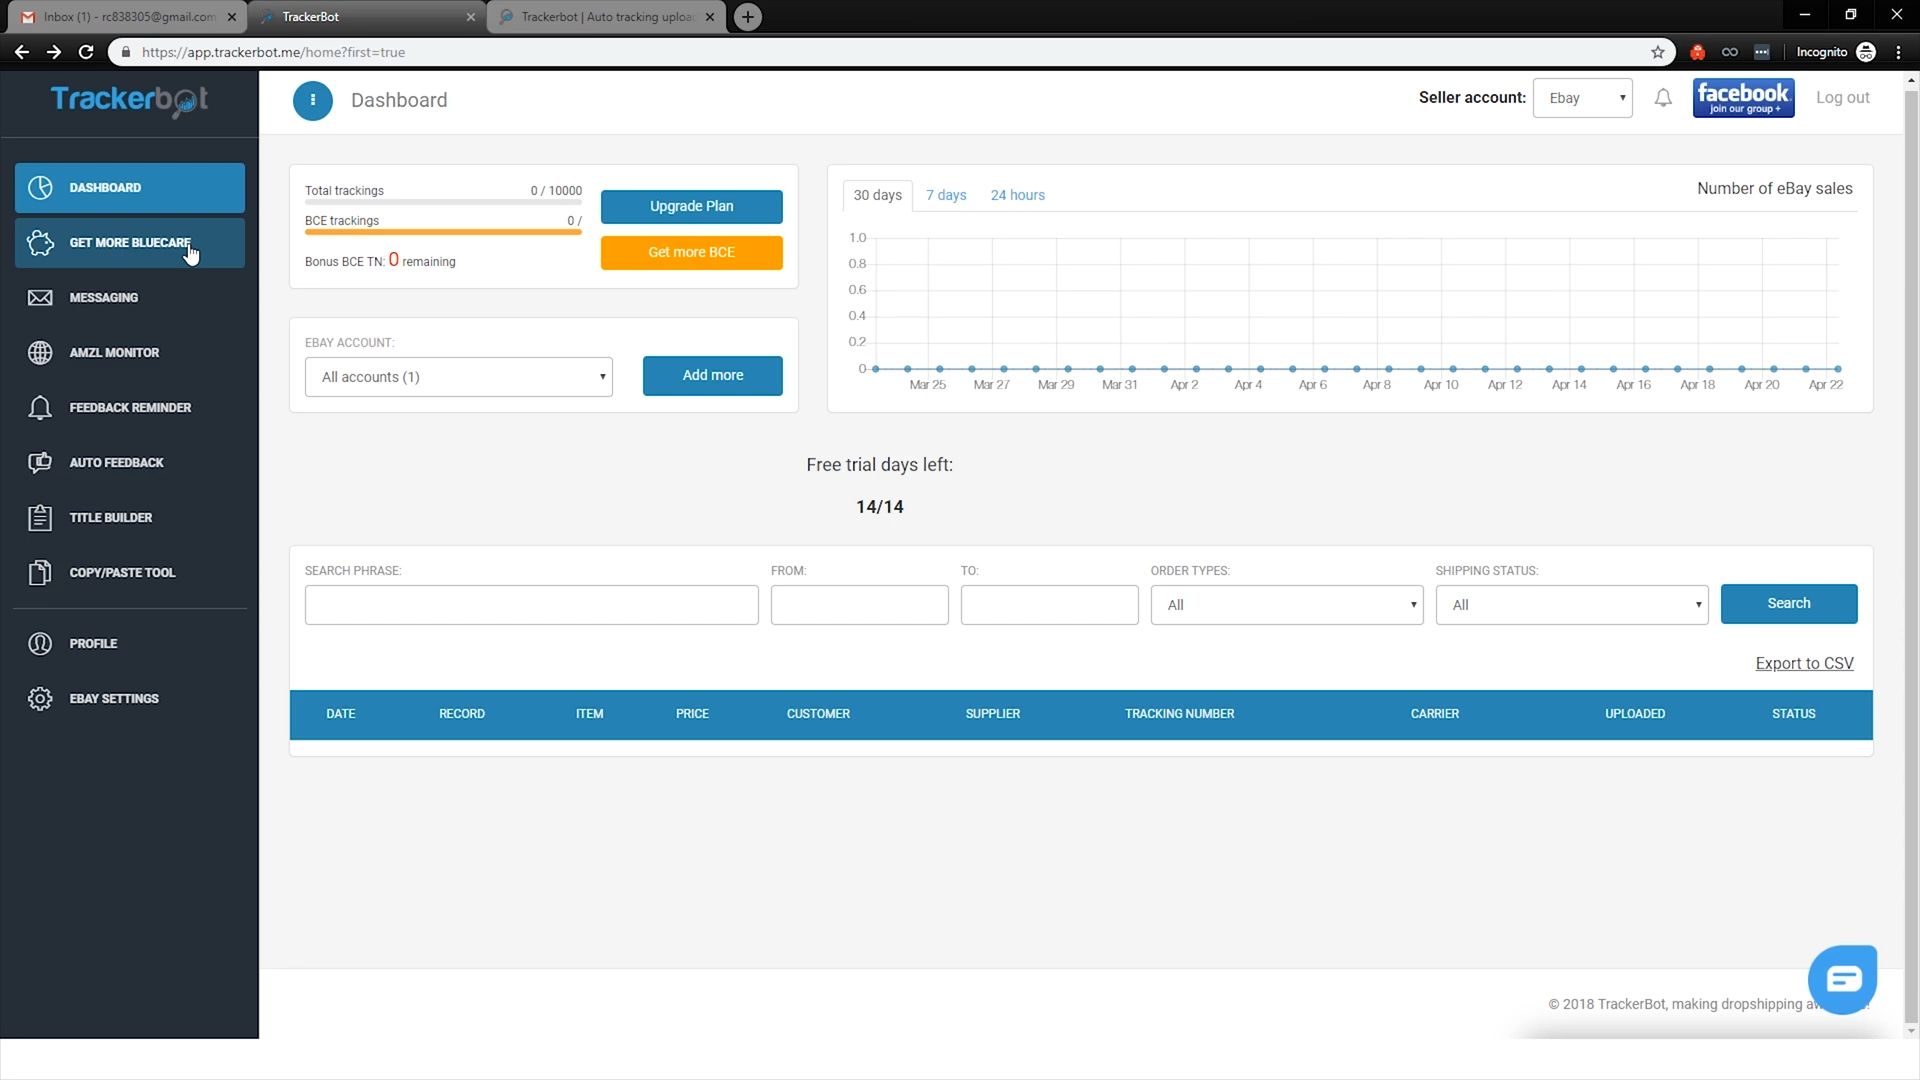 Inbox (1) - rc838305@gmail.com
TrackerBot
Trackerbot | Auto tracking uploa
https://app.trackerbot.me/home?first=true
Incognito
Trackerbot
Dashboard
Seller account:
Ebay
facebook
join our group +
Log out
DASHBOARD
GET MORE BLUECARE
MESSAGING
AMZL MONITOR
FEEDBACK REMINDER
AUTO FEEDBACK
TITLE BUILDER
COPY/PASTE TOOL
PROFILE
EBAY SETTINGS
Total trackings 0 / 10000
BCE trackings 0 /
Bonus BCE TN: 0 remaining
Upgrade Plan
Get more BCE
EBAY ACCOUNT:
All accounts (1)
Add more
30 days 7 days 24 hours
Number of eBay sales
1.0
0.8
0.6
0.4
0.2
0
Mar 25 Mar 27 Mar 29 Mar 31 Apr 2 Apr 4 Apr 6 Apr 8 Apr 10 Apr 12 Apr 14 Apr 16 Apr 18 Apr 20 Apr 22
Free trial days left:
14/14
SEARCH PHRASE: FROM: TO: ORDER TYPES: SHIPPING STATUS:
All All Search
Export to CSV
DATE RECORD ITEM PRICE CUSTOMER SUPPLIER TRACKING NUMBER CARRIER UPLOADED STATUS
© 2018 TrackerBot, making dropshipping